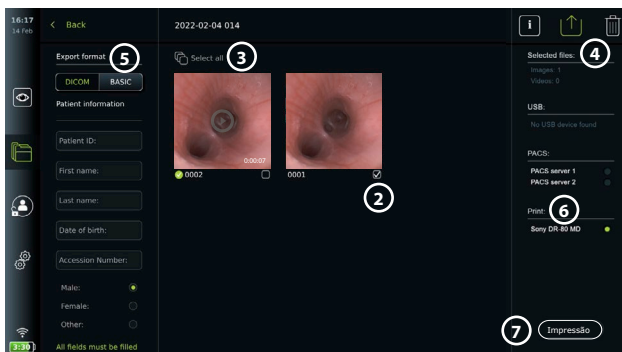 16:17
14 Feb
Back
2022-02-04 014
i
Export format
5
DICOM
BASIC
Patient information
Patient ID:
First name:
Last name:
Date of birth:
Accession Number:
Male:
Female:
Other:
All fields must be filled
3:30
Select all
3
0:00:07
0002
0001
2
4
Selected files:
Images: 1
Videos: 0
USB:
No USB device found
PACS:
PACS server 1
PACS server 2
Print:
6
Sony DR-80 MD
7
Impressão